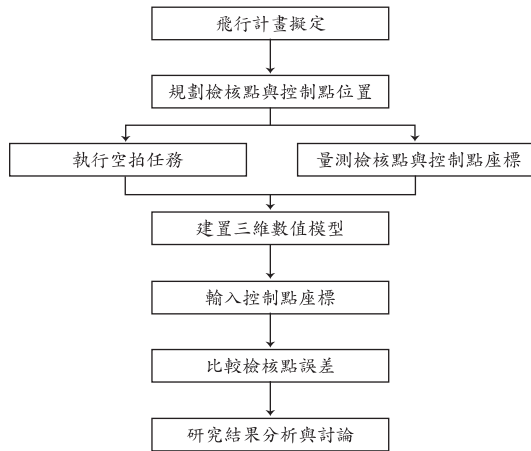 飛行計畫擬定
規劃檢核點與控制點位置
執行空拍任務
量測檢核點與控制點座標
建置三維數值模型
輸入控制點座標
比較檢核點誤差
研究結果分析與討論